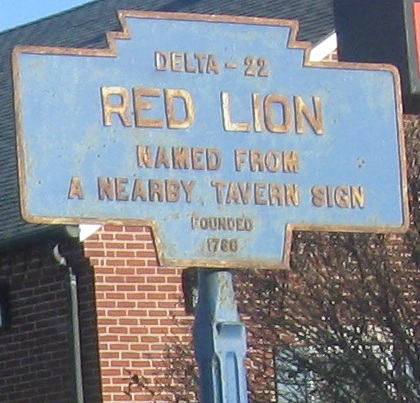 DELTA - 22
RED LION
NAMED FROM
A NEARBY TAVERN SIGN
FOUNDED
1780